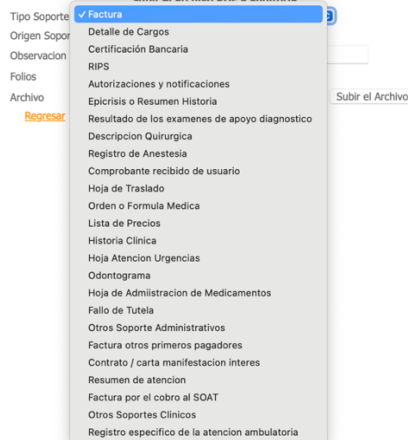 Tipo Soporte
✓ Factura
Detalle de Cargos
Origen Sopor
Certificación Bancaria
Observacion
RIPS
Folios
Autorizaciones y notificaciones
Archivo
Epicrisis o Resumen Historia
Subir el Archivo
Regresar
Resultado de los examenes de apoyo diagnostico
Descripcion Quirurgica
Registro de Anestesia
Comprobante recibido de usuario
Hoja de Traslado
Orden o Formula Medica
Lista de Precios
Historia Clinica
Hoja Atencion Urgencias
Odontograma
Hoja de Admiistracion de Medicamentos
Fallo de Tutela
Otros Soporte Administrativos
Factura otros primeros pagadores
Contrato / carta manifestacion interes
Resumen de atencion
Factura por el cobro al SOAT
Otros Soportes Clinicos
Registro especifico de la atencion ambulatoria